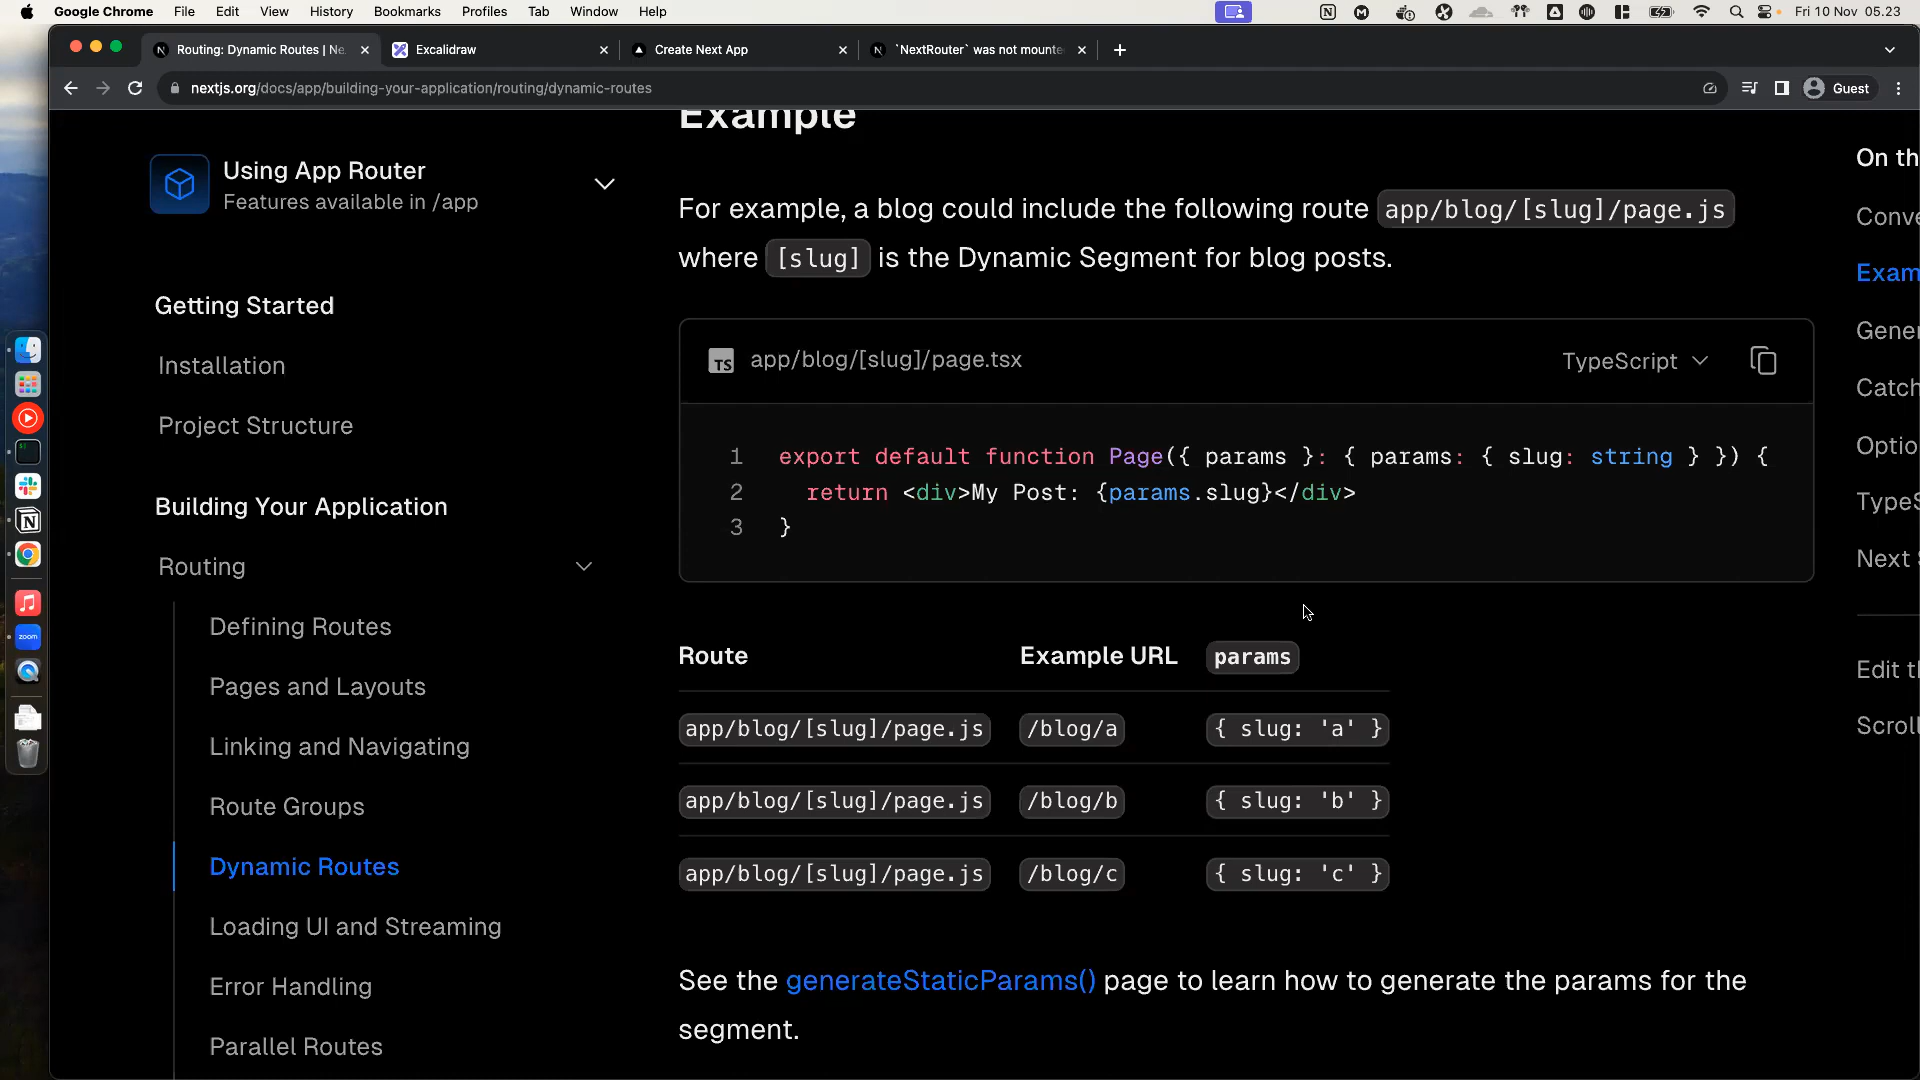 Google Chrome File Edit View History Bookmarks Profiles Tab Window Help Fri 10 Nov 05.23
Routing: Dynamic Routes | Ne Excalidraw Create Next App `NextRouter` was not mounte
nextjs.org/docs/app/building-your-application/routing/dynamic-routes Guest
Using App Router
Features available in /app
Getting Started
Installation
Project Structure
Building Your Application
Routing
Defining Routes
Pages and Layouts
Linking and Navigating
Route Groups
Dynamic Routes
Loading UI and Streaming
Error Handling
Parallel Routes
Example
For example, a blog could include the following route app/blog/[slug]/page.js
where [slug] is the Dynamic Segment for blog posts.
TS app/blog/[slug]/page.tsx TypeScript
1 export default function Page({ params }: { params: { slug: string } }) {
2 return <div>My Post: {params.slug}</div>
3 }
Route Example URL params
app/blog/[slug]/page.js /blog/a { slug: 'a' }
app/blog/[slug]/page.js /blog/b { slug: 'b' }
app/blog/[slug]/page.js /blog/c { slug: 'c' }
See the generateStaticParams() page to learn how to generate the params for the
segment.
On th
Conve
Exam
Gener
Catch
Optio
TypeS
Next S
Edit th
Scroll
zoom